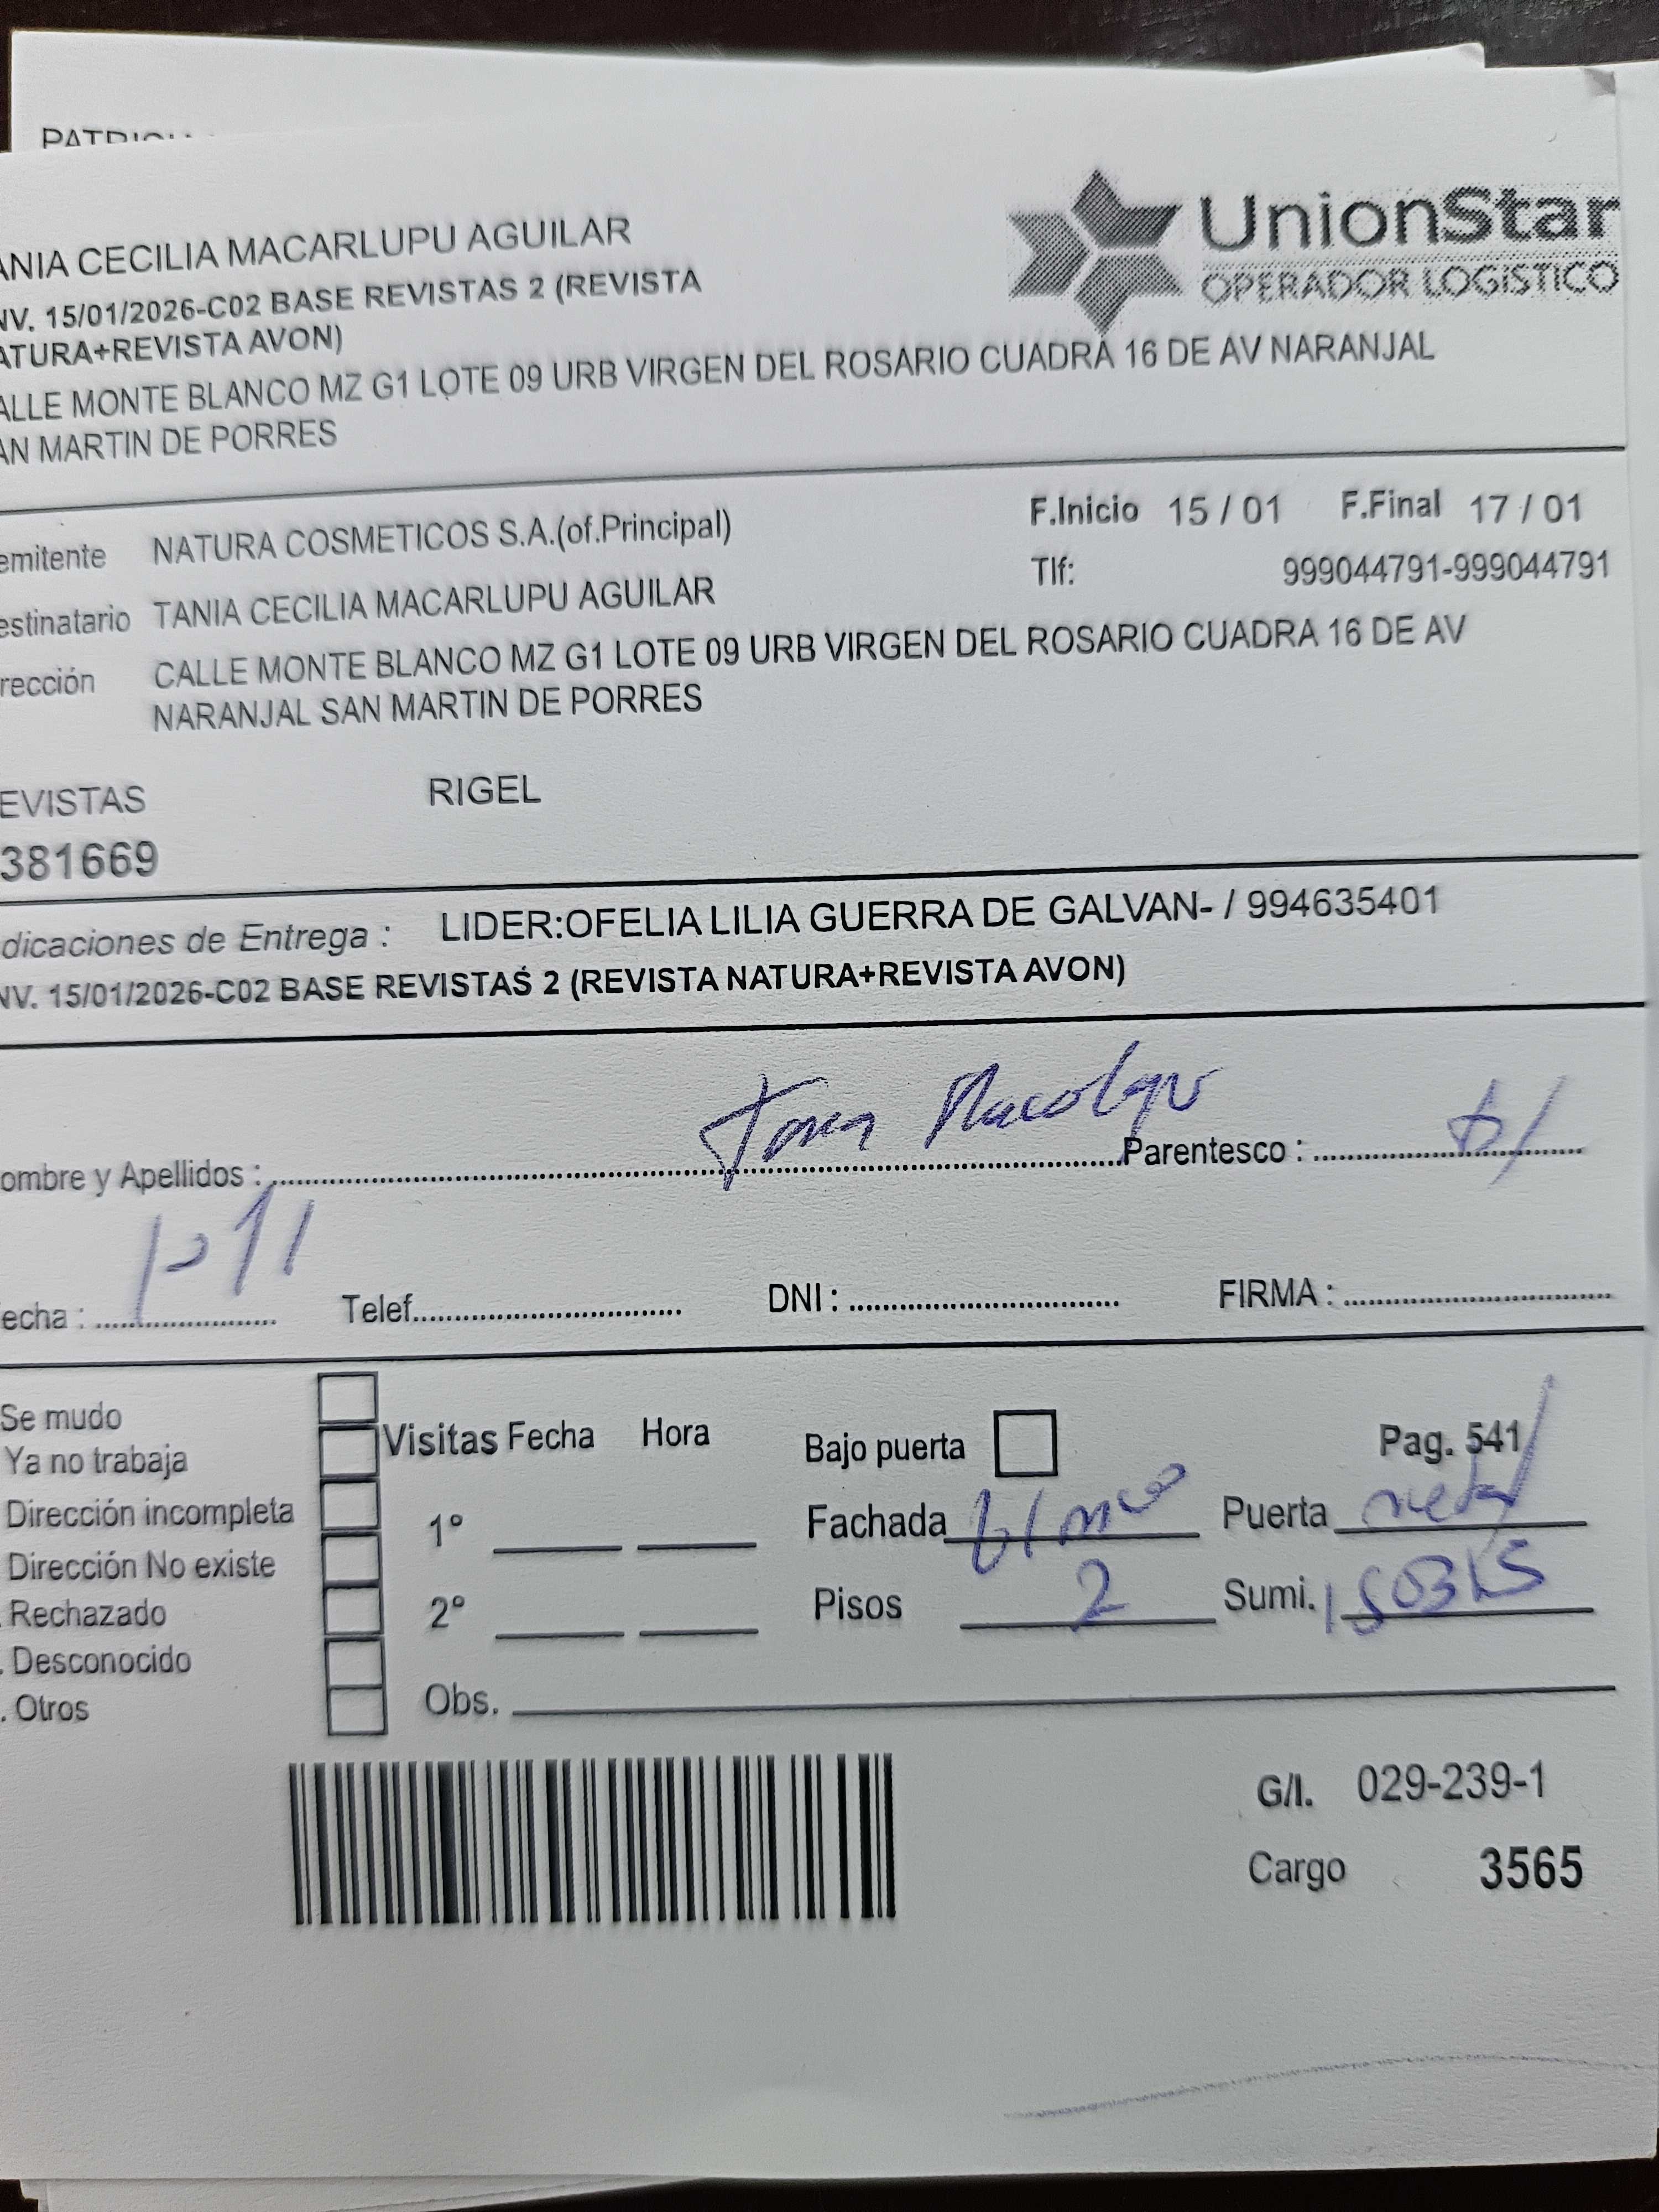 ANIA CECILIA MACARLUPU AGUILAR
UnionStar
OPERADOR LOGÍSTICO
NV. 15/01/2026-C02 BASE REVISTAS 2 (REVISTA
ATURA+REVISTA AVON)
ALLE MONTE BLANCO MZ G1 LOTE 09 URB VIRGEN DEL ROSARIO CUADRA 16 DE AV NARANJAL
AN MARTIN DE PORRES
emitente NATURA COSMETICOS S.A.(of.Principal)
F.Inicio 15 / 01 F.Final 17 / 01
Tlf: 999044791-999044791
estinatario TANIA CECILIA MACARLUPU AGUILAR
rección CALLE MONTE BLANCO MZ G1 LOTE 09 URB VIRGEN DEL ROSARIO CUADRA 16 DE AV
NARANJAL SAN MARTIN DE PORRES
EVISTAS RIGEL
381669
dicaciones de Entrega : LIDER:OFELIA LILIA GUERRA DE GALVAN- / 994635401
NV. 15/01/2026-C02 BASE REVISTAS 2 (REVISTA NATURA+REVISTA AVON)
ombre y Apellidos : Parentesco :
echa : Telef. DNI : FIRMA :
Se mudo
Ya no trabaja
Dirección incompleta
Dirección No existe
. Rechazado
. Desconocido
. Otros
Visitas Fecha Hora
1°
2°
Obs.
Bajo puerta Pag. 541
Fachada blanco Puerta metal
Pisos 2 Sumi.
G/I. 029-239-1
Cargo 3565